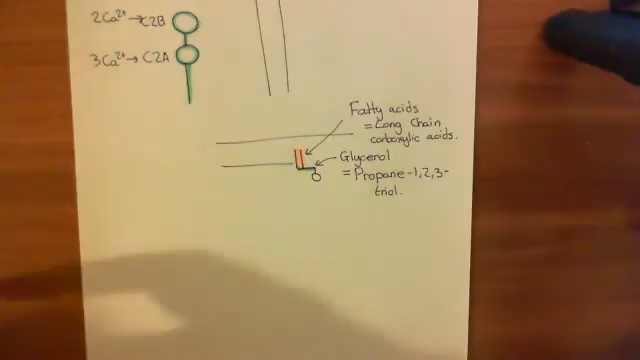 2Ca²⁺→C2B
3Ca²⁺→C2A
Fatty acids
= Long Chain
carboxylic acids.
Glycerol
= Propane-1,2,3-
triol.